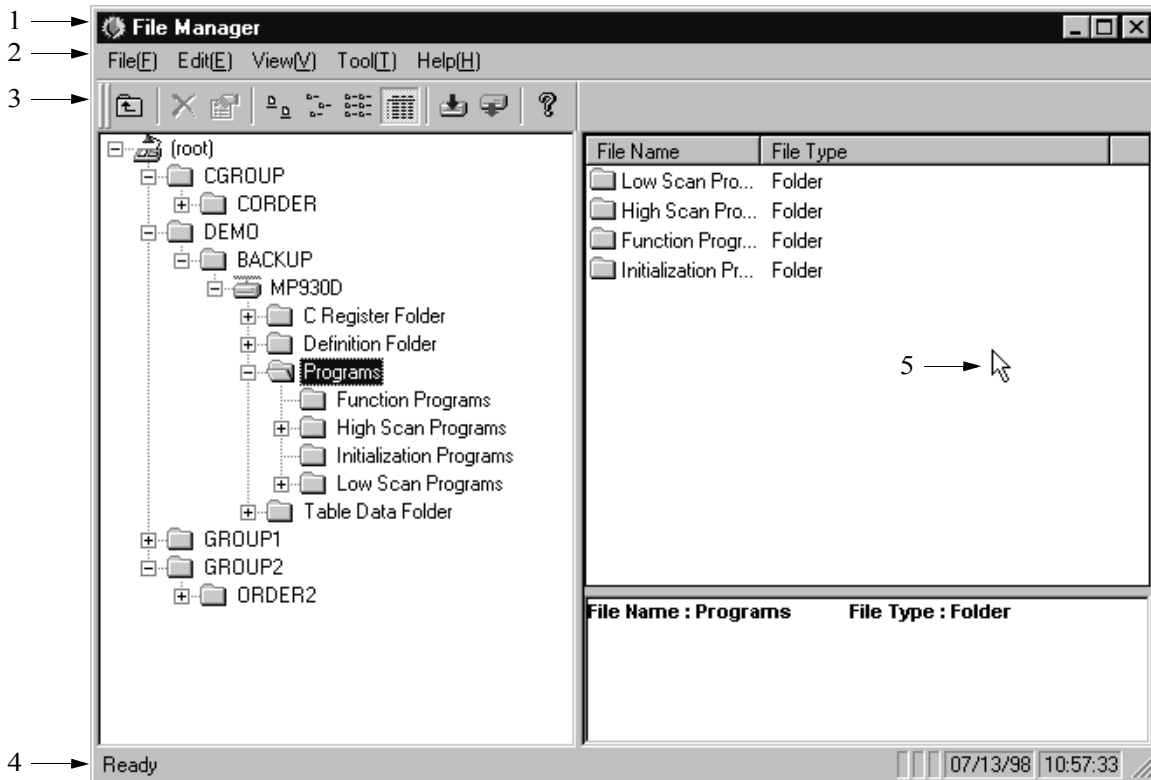 1
File Manager
2
File(F) Edit(E) View(V) Tool(T) Help(H)
3
(root)
CGROUP
CORDER
DEMO
BACKUP
MP930D
C Register Folder
Definition Folder
Programs
Function Programs
High Scan Programs
Initialization Programs
Low Scan Programs
Table Data Folder
GROUP1
GROUP2
ORDER2
File Name File Type
Low Scan Pro... Folder
High Scan Pro... Folder
Function Progr... Folder
Initialization Pr... Folder
5
File Name : Programs File Type : Folder
4
Ready 07/13/98 10:57:33